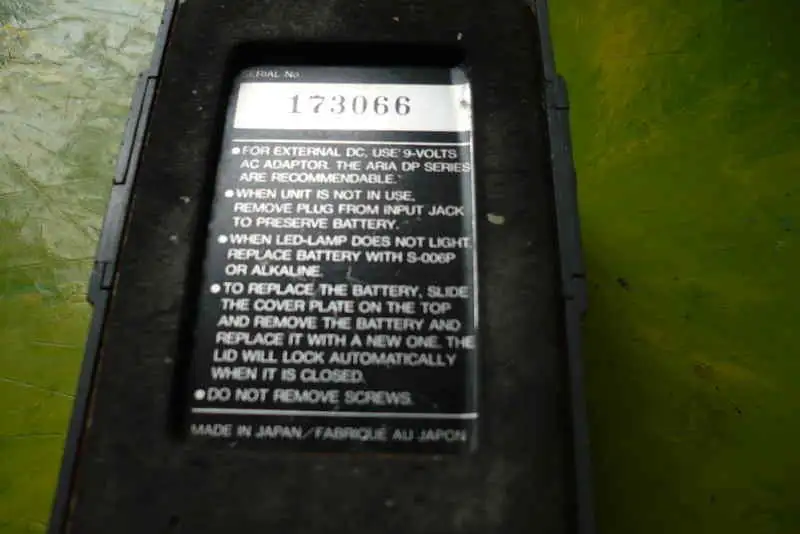 SERIAL No.
173066
● FOR EXTERNAL DC, USE 9-VOLTS
AC ADAPTOR. THE ARIA DP SERIES
ARE RECOMMENDABLE.
● WHEN UNIT IS NOT IN USE,
REMOVE PLUG FROM INPUT JACK
TO PRESERVE BATTERY.
● WHEN LED-LAMP DOES NOT LIGHT,
REPLACE BATTERY WITH S-006P
OR ALKALINE.
● TO REPLACE THE BATTERY, SLIDE
THE COVER PLATE ON THE TOP
AND REMOVE THE BATTERY AND
REPLACE IT WITH A NEW ONE. THE
LID WILL LOCK AUTOMATICALLY
WHEN IT IS CLOSED.
● DO NOT REMOVE SCREWS.
MADE IN JAPAN/FABRIQUÉ AU JAPON